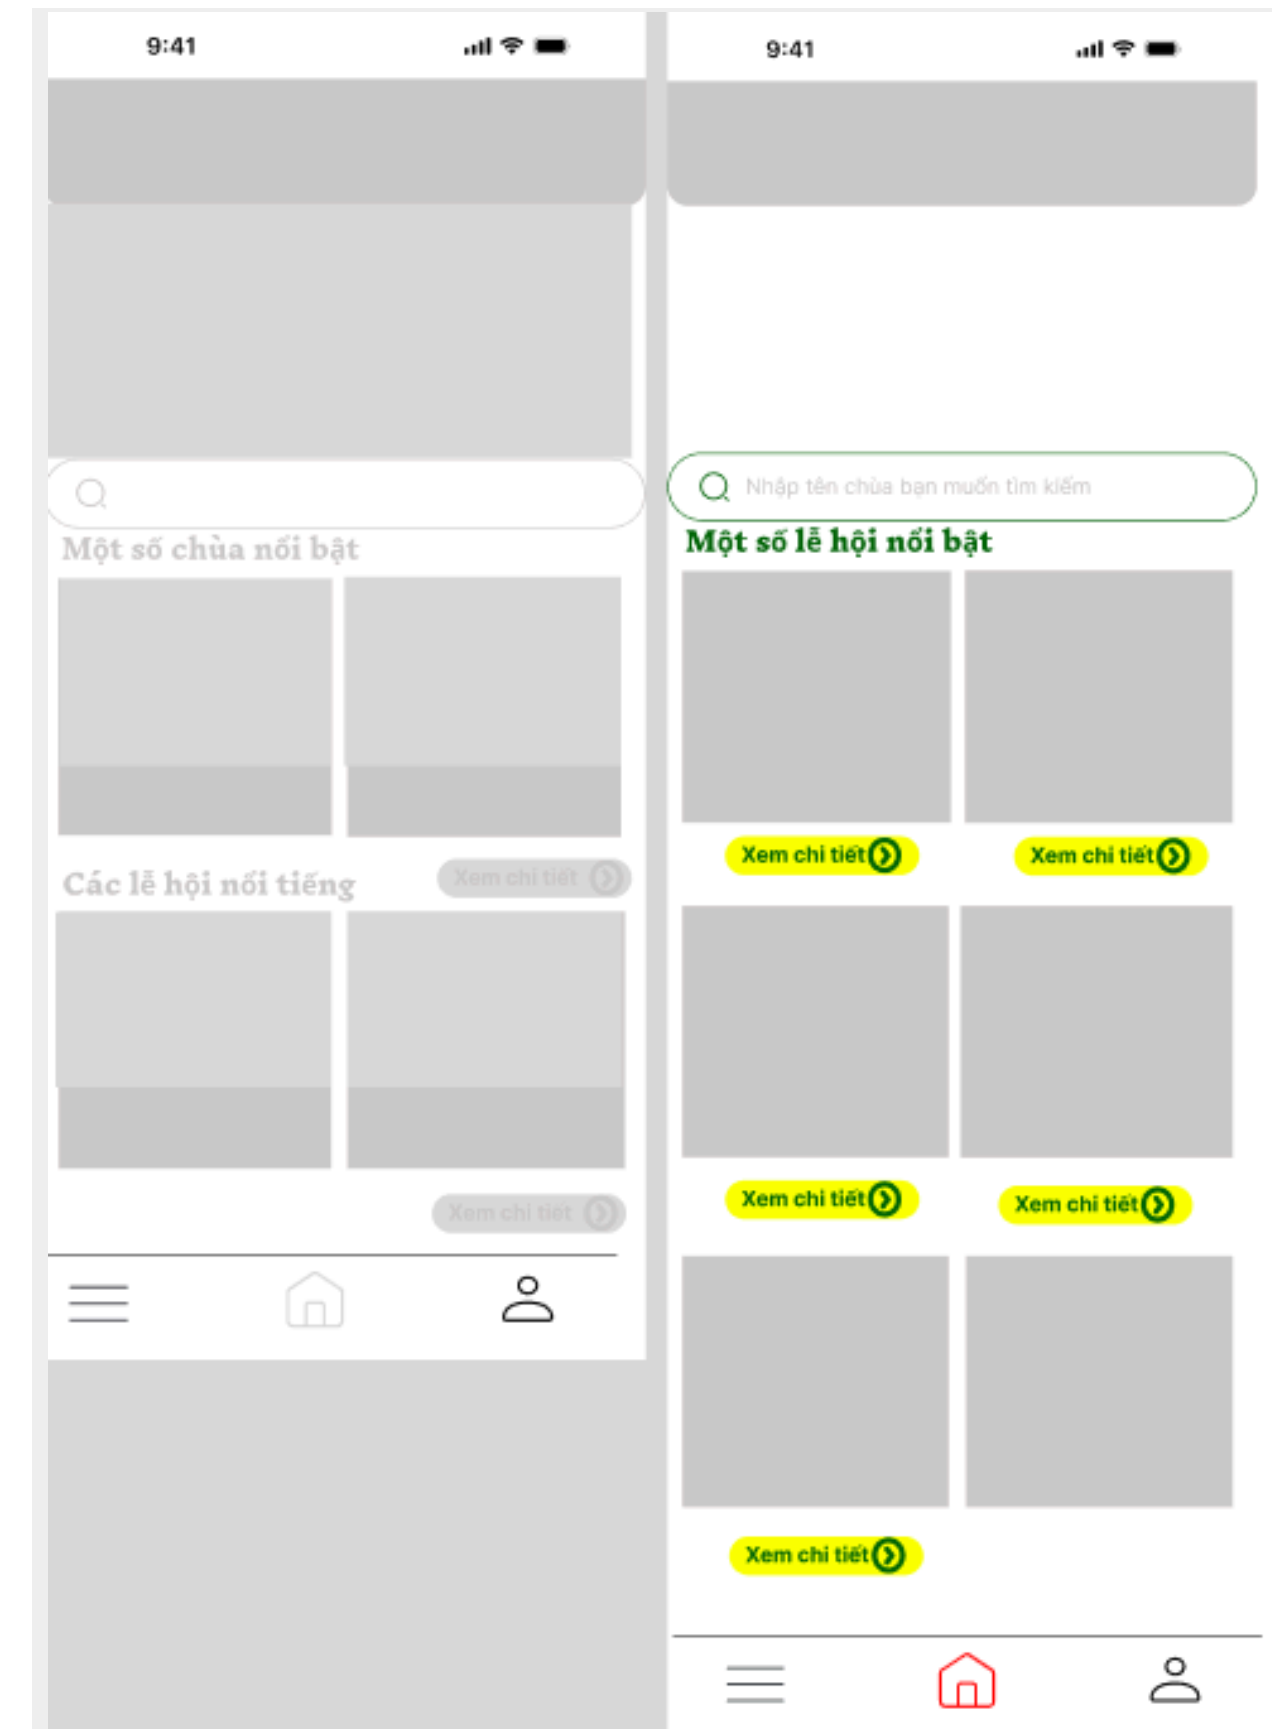 9:41
Một số chùa nổi bật
Các lễ hội nổi tiếng
Xem chi tiết
Xem chi tiết
9:41
Nhập tên chùa bạn muốn tìm kiếm
Một số lễ hội nổi bật
Xem chi tiết
Xem chi tiết
Xem chi tiết
Xem chi tiết
Xem chi tiết